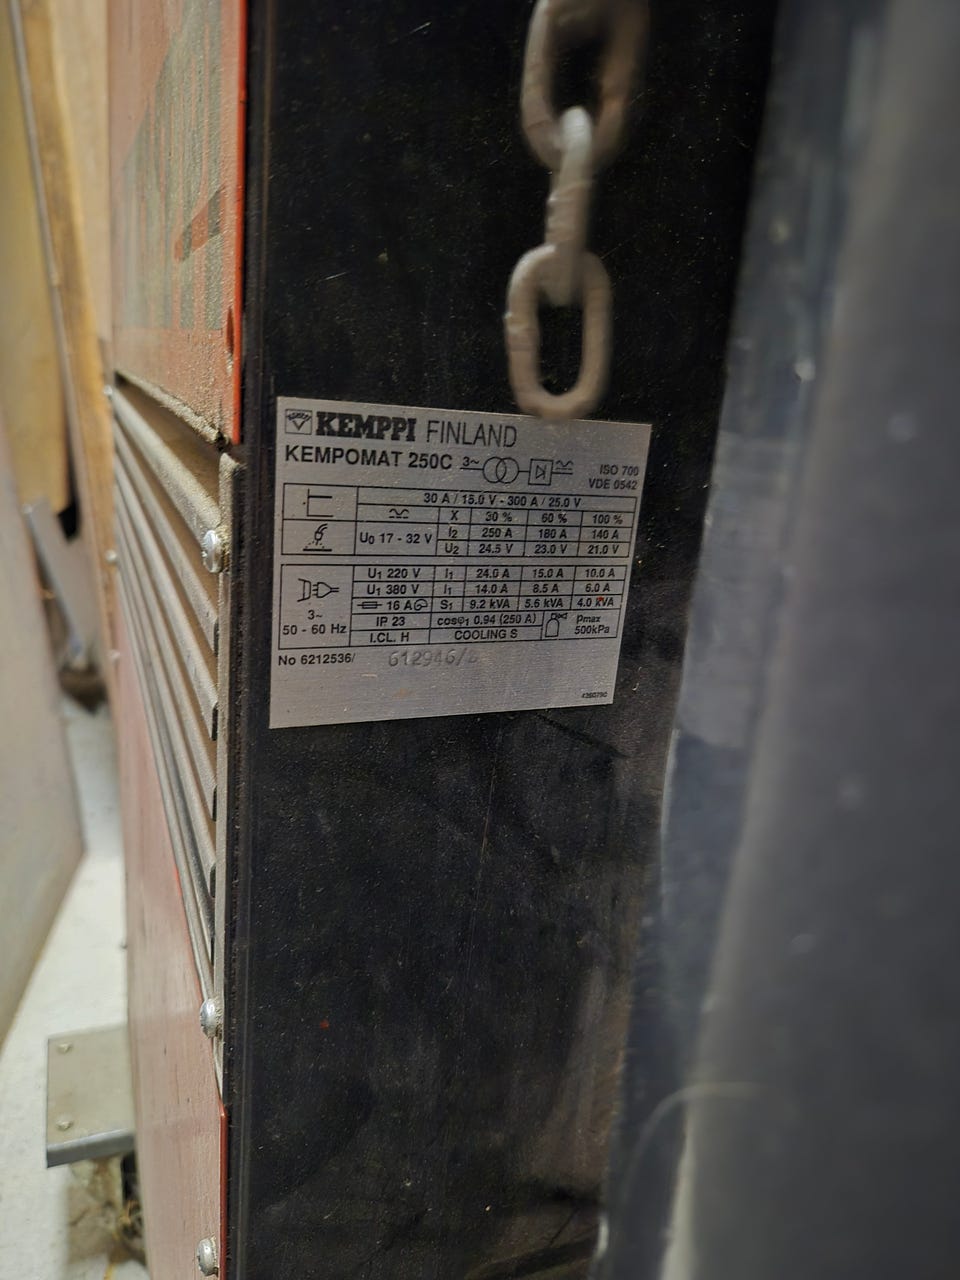 KEMPPI FINLAND
KEMPOMAT 250C 3~
ISO 700
VDE 0542
30 A / 15.0 V - 300 A / 25.0 V
X 30 % 60 % 100 %
U0 17 - 32 V
I2 250 A 180 A 140 A
U2 24.5 V 23.0 V 21.0 V
U1 220 V I1 24.0 A 15.0 A 10.0 A
U1 380 V I1 14.0 A 8.5 A 6.0 A
16 A S1 9.2 kVA 5.6 kVA 4.0 kVA
3~
50 - 60 Hz
IP 23 cosφ1 0.94 (250 A)
I.CL. H COOLING S
Pmax
500kPa
No 6212536/